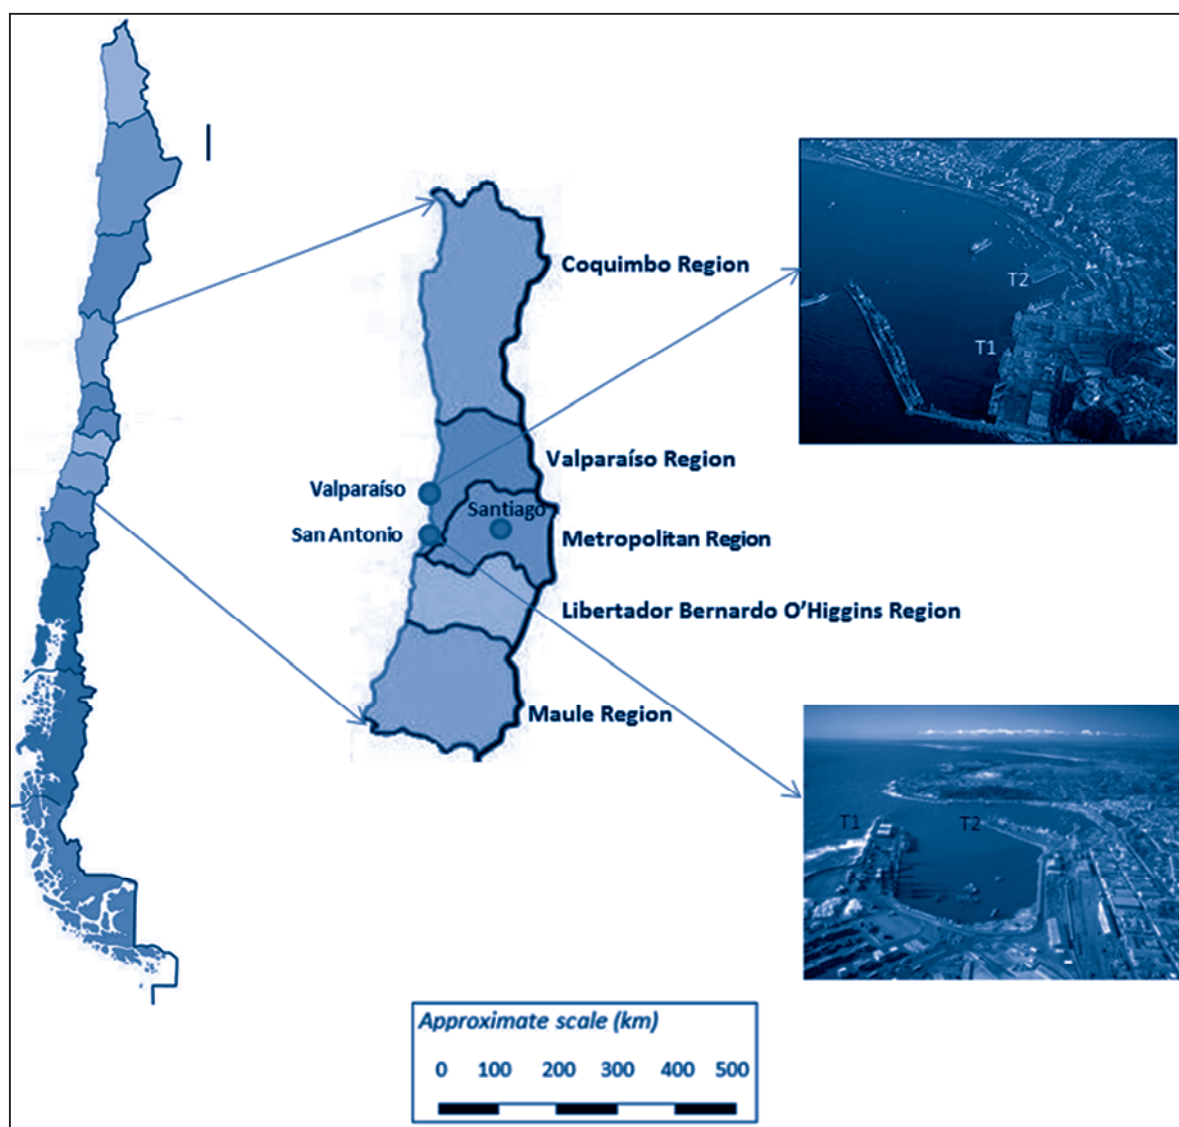 Coquimbo Region
T2
T1
Valparaíso Region
Valparaíso
Santiago
San Antonio
Metropolitan Region
Libertador Bernardo O’Higgins Region
Maule Region
T1
T2
Approximate scale (km)
0 100 200 300 400 500